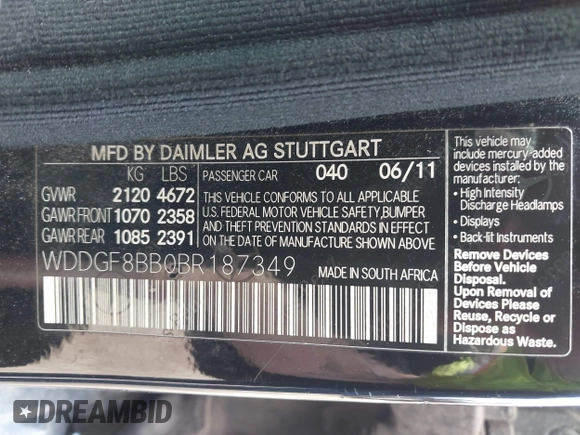 MFD BY DAIMLER AG STUTTGART
KG LBS
GVWR 2120 4672
GAWR FRONT 1070 2358
GAWR REAR 1085 2391
PASSENGER CAR 040 06/11
THIS VEHICLE CONFORMS TO ALL APPLICABLE
U.S. FEDERAL MOTOR VEHICLE SAFETY, BUMPER
AND THEFT PREVENTION STANDARDS IN EFFECT
ON THE DATE OF MANUFACTURE SHOWN ABOVE.
WDDGF8BB0BR187349
MADE IN SOUTH AFRICA
This vehicle may
include mercury-added
devices installed by the
manufacturer:
• High Intensity
Discharge Headlamps
• Displays
• Back-lit Instruments
Remove Devices
Before Vehicle
Disposal.
Upon Removal of
Devices Please
Reuse, Recycle or
Dispose as
Hazardous Waste.
DREAMBID